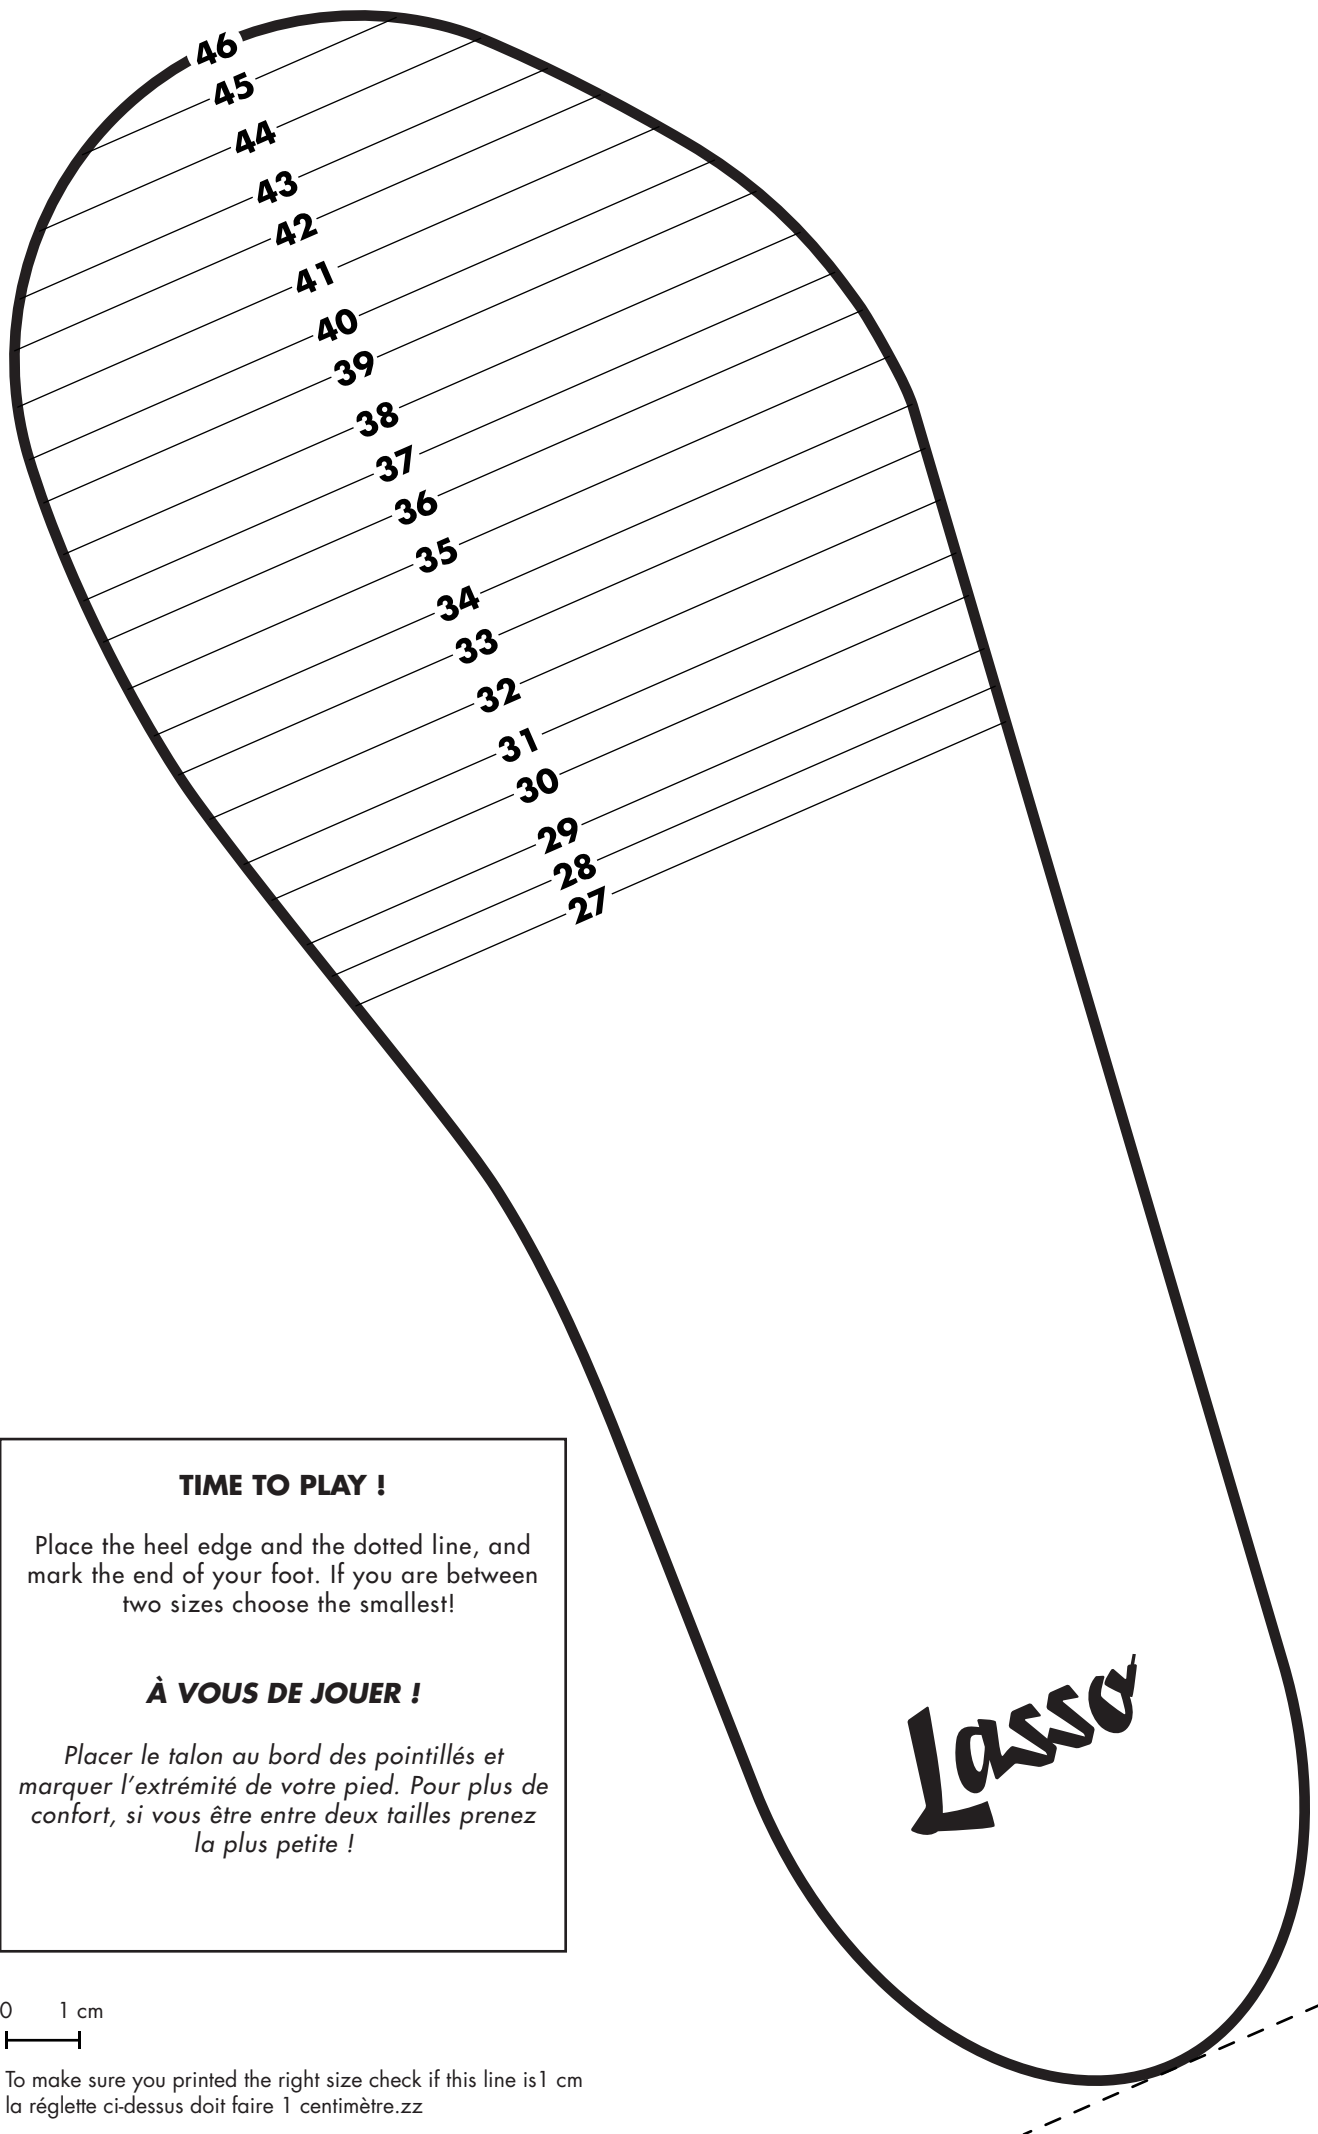 46
45
44
43
42
41
40
39
38
37
36
35
34
33
32
31
30
29
28
27
TIME TO PLAY !
Place the heel edge and the dotted line, and
mark the end of your foot. If you are between
two sizes choose the smallest!
À VOUS DE JOUER !
Placer le talon au bord des pointillés et
marquer l’extrémité de votre pied. Pour plus de
confort, si vous être entre deux tailles prenez
la plus petite !
Lasso
0 1 cm
To make sure you printed the right size check if this line is1 cm
la réglette ci-dessus doit faire 1 centimètre.zz